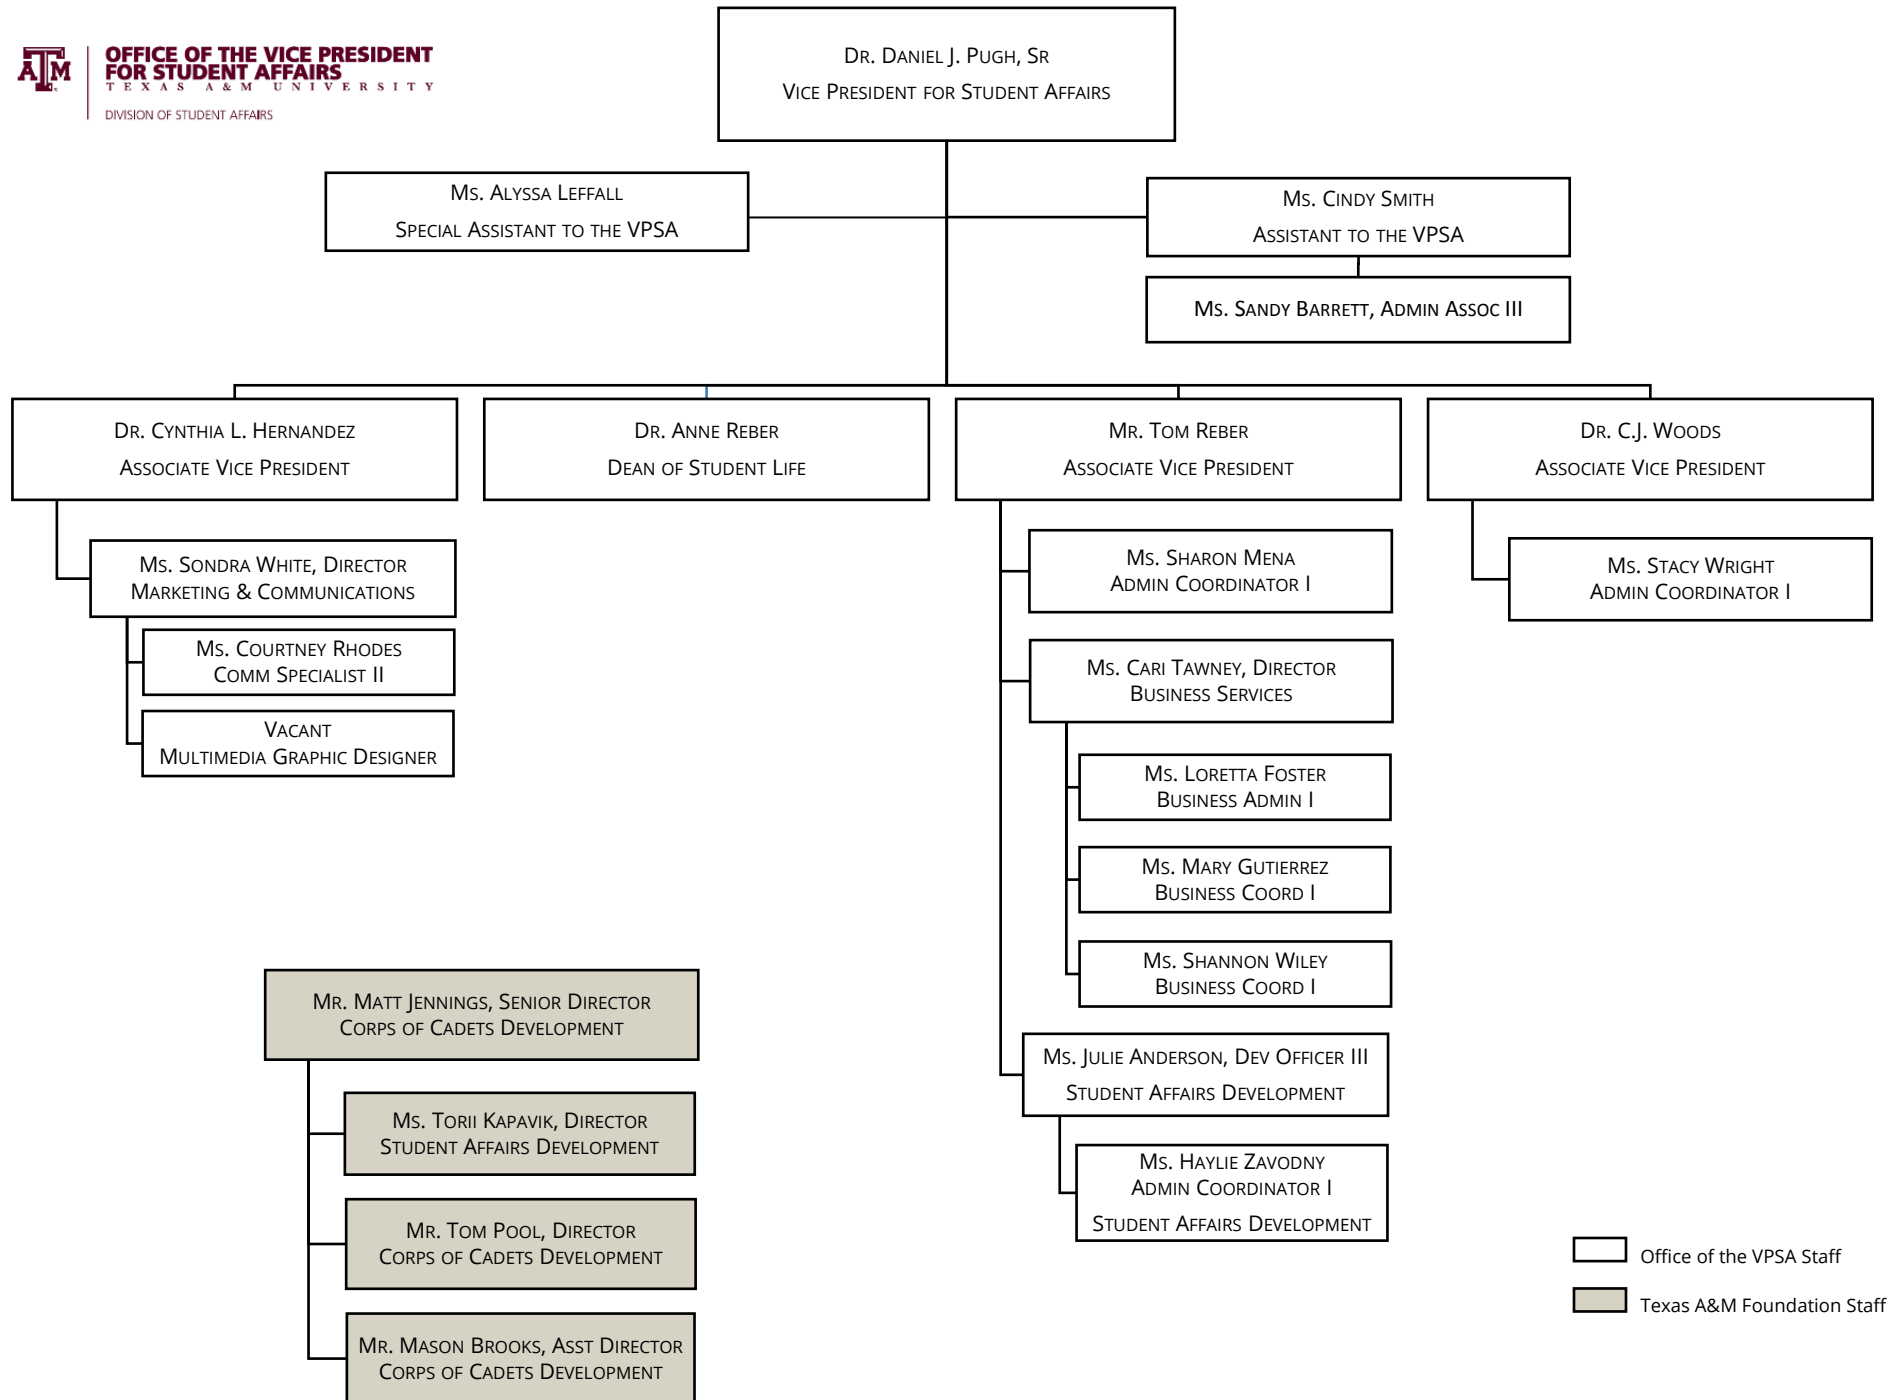 OFFICE OF THE VICE PRESIDENT
FOR STUDENT AFFAIRS
TEXAS A&M UNIVERSITY
DIVISION OF STUDENT AFFAIRS
ATM
DR. DANIEL J. PUGH, SR
VICE PRESIDENT FOR STUDENT AFFAIRS
MS. ALYSSA LEFFALL
SPECIAL ASSISTANT TO THE VPSA
MS. CINDY SMITH
ASSISTANT TO THE VPSA
MS. SANDY BARRETT, ADMIN ASSOC III
DR. CYNTHIA L. HERNANDEZ
ASSOCIATE VICE PRESIDENT
DR. ANNE REBER
DEAN OF STUDENT LIFE
MR. TOM REBER
ASSOCIATE VICE PRESIDENT
DR. C.J. WOODS
ASSOCIATE VICE PRESIDENT
MS. SONDRA WHITE, DIRECTOR
MARKETING & COMMUNICATIONS
MS. COURTNEY RHODES
COMM SPECIALIST II
VACANT
MULTIMEDIA GRAPHIC DESIGNER
MS. SHARON MENA
ADMIN COORDINATOR I
MS. CARI TAWNEY, DIRECTOR
BUSINESS SERVICES
MS. LORETTA FOSTER
BUSINESS ADMIN I
MS. MARY GUTIERREZ
BUSINESS COORD I
MS. SHANNON WILEY
BUSINESS COORD I
MS. JULIE ANDERSON, DEV OFFICER III
STUDENT AFFAIRS DEVELOPMENT
MS. HAYLIE ZAVODNY
ADMIN COORDINATOR I
STUDENT AFFAIRS DEVELOPMENT
MS. STACY WRIGHT
ADMIN COORDINATOR I
MR. MATT JENNINGS, SENIOR DIRECTOR
CORPS OF CADETS DEVELOPMENT
MS. TORII KAPAVIK, DIRECTOR
STUDENT AFFAIRS DEVELOPMENT
MR. TOM POOL, DIRECTOR
CORPS OF CADETS DEVELOPMENT
MR. MASON BROOKS, ASST DIRECTOR
CORPS OF CADETS DEVELOPMENT
Office of the VPSA Staff
Texas A&M Foundation Staff